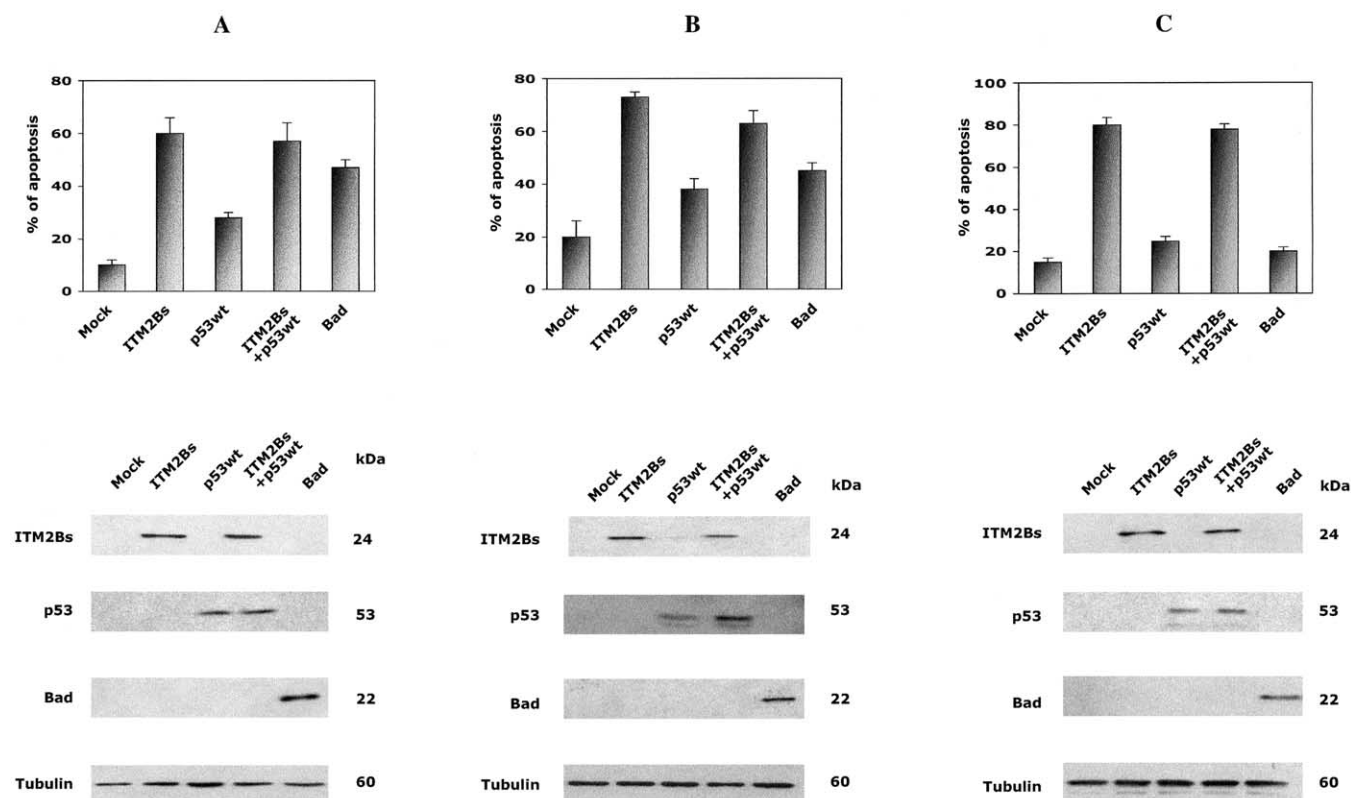 A
B
C
% of apoptosis
80
60
40
20
0
Mock
ITM2Bs
p53wt
ITM2Bs
+p53wt
Bad
% of apoptosis
80
60
40
20
0
Mock
ITM2Bs
p53wt
ITM2Bs
+p53wt
Bad
% of apoptosis
100
80
60
40
20
0
Mock
ITM2Bs
p53wt
ITM2Bs
+p53wt
Bad
Mock
ITM2Bs
p53wt
ITM2Bs
+p53wt
Bad
kDa
ITM2Bs 24
p53 53
Bad 22
Tubulin 60
Mock
ITM2Bs
p53wt
ITM2Bs
+p53wt
Bad
kDa
ITM2Bs 24
p53 53
Bad 22
Tubulin 60
Mock
ITM2Bs
p53wt
ITM2Bs
+p53wt
Bad
kDa
ITM2Bs 24
p53 53
Bad 22
Tubulin 60